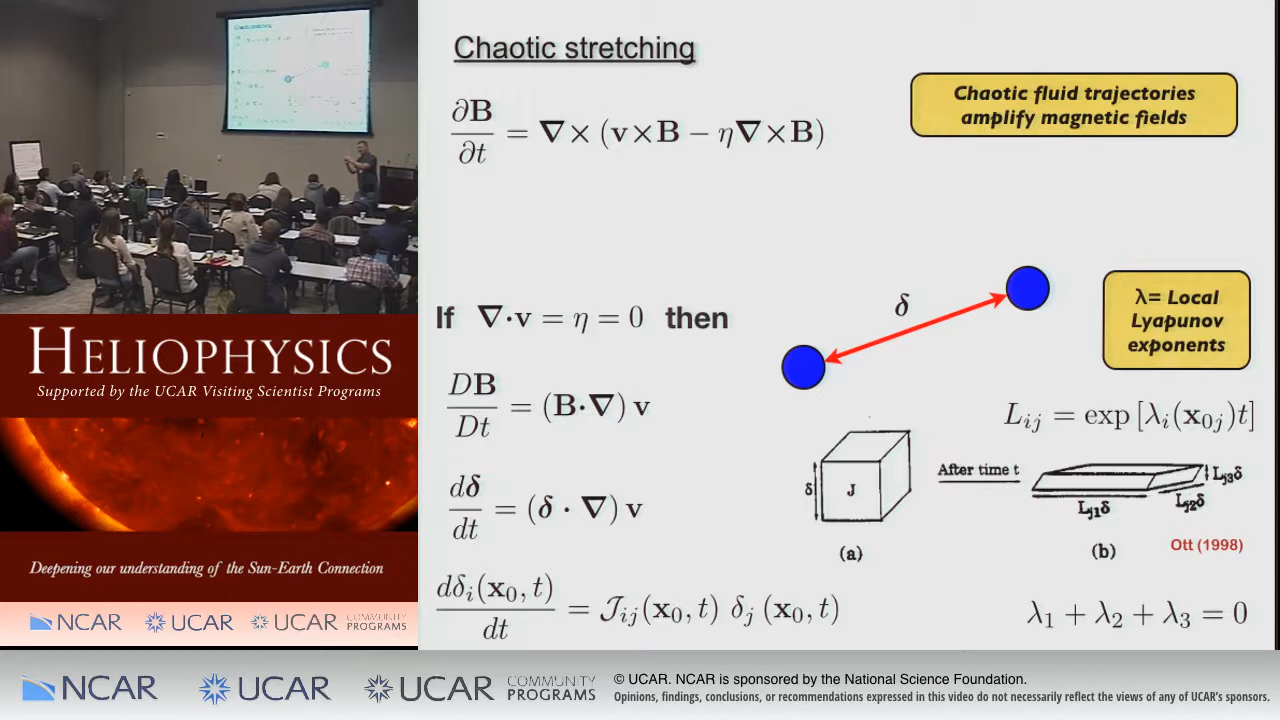 Chaotic stretching
∂B/∂t = ∇× (v×B − η∇×B)
Chaotic fluid trajectories
amplify magnetic fields
If ∇·v = η = 0 then
δ
λ= Local
Lyapunov
exponents
DB/Dt = (B·∇) v
L_ij = exp [λ_i(x_0j)t]
dδ/dt = (δ · ∇) v
δ
J
After time t
Lj1δ
Lj2δ
Lj3δ
(a)
(b)
Ott (1998)
dδ_i(x_0, t)/dt = J_ij(x_0, t) δ_j (x_0, t)
λ_1 + λ_2 + λ_3 = 0
HELIOPHYSICS
Supported by the UCAR Visiting Scientist Programs
Deepening our understanding of the Sun-Earth Connection
NCAR
UCAR
UCAR
COMMUNITY
PROGRAMS
NCAR
UCAR
UCAR
COMMUNITY
PROGRAMS
© UCAR. NCAR is sponsored by the National Science Foundation.
Opinions, findings, conclusions, or recommendations expressed in this video do not necessarily reflect the views of any of UCAR's sponsors.